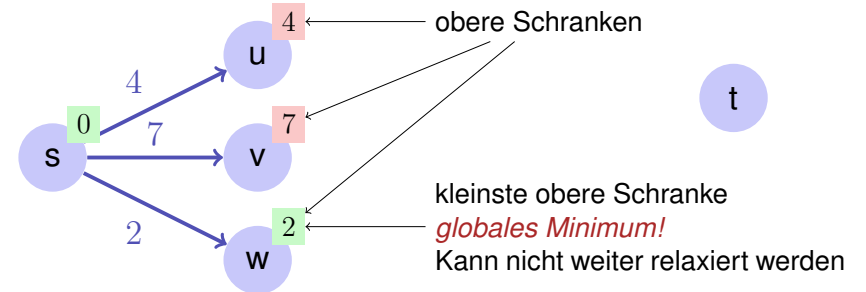 4
obere Schranken
u
4
t
0
7
7
s
v
kleinste obere Schranke
2
globales Minimum!
2
w
Kann nicht weiter relaxiert werden